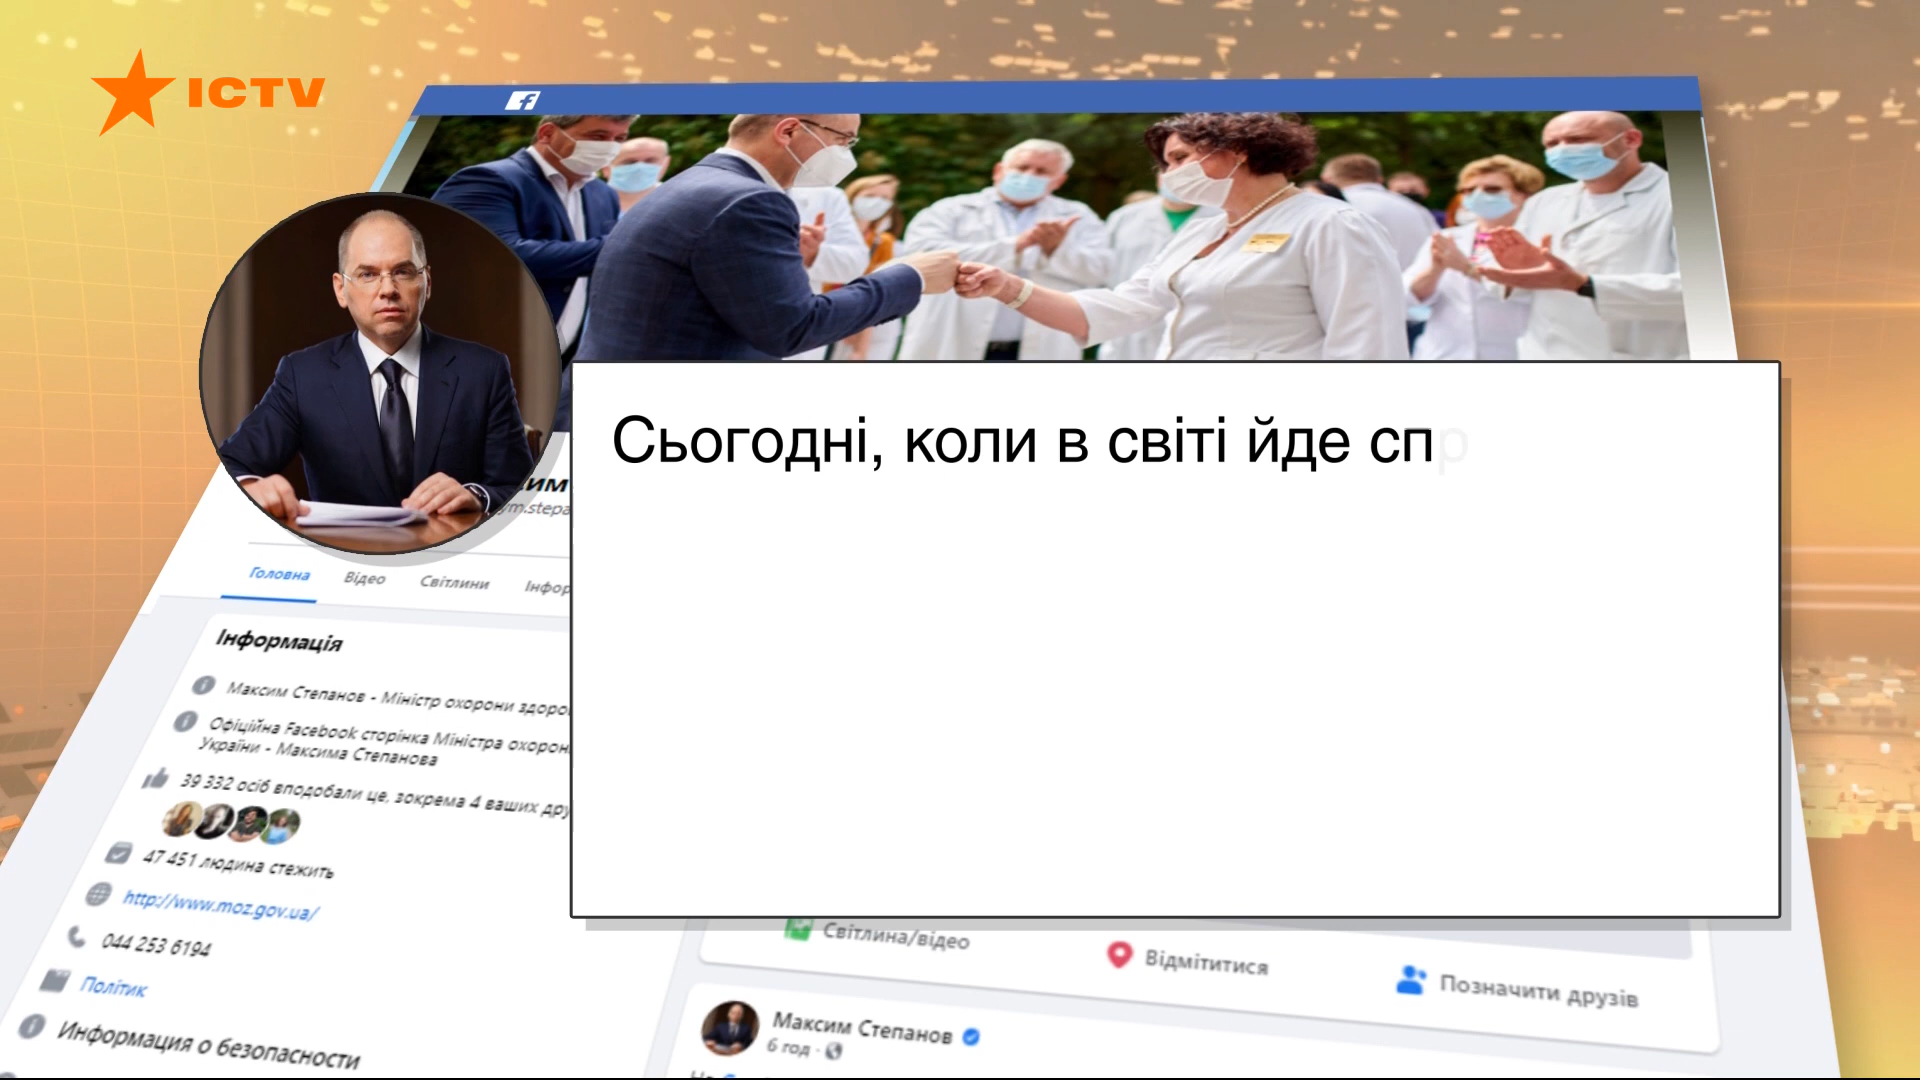 ICTV
Сьогодні, коли в світі йде сп
Головна
Відео
Світлини
Інформація
Максим Степанов - Міністр охорони
Офіційна Facebook сторінка Міністра
України - Максима Степанова
39 332 осіб вподобали це, зокрема 4 ваших
47 451 людина стежить
http://www.moz.gov.ua/
044 253 6194
Політик
Информация о безопасности
Світлина/відео
Відмітитися
Позначити друзів
Максим Степанов
6 год